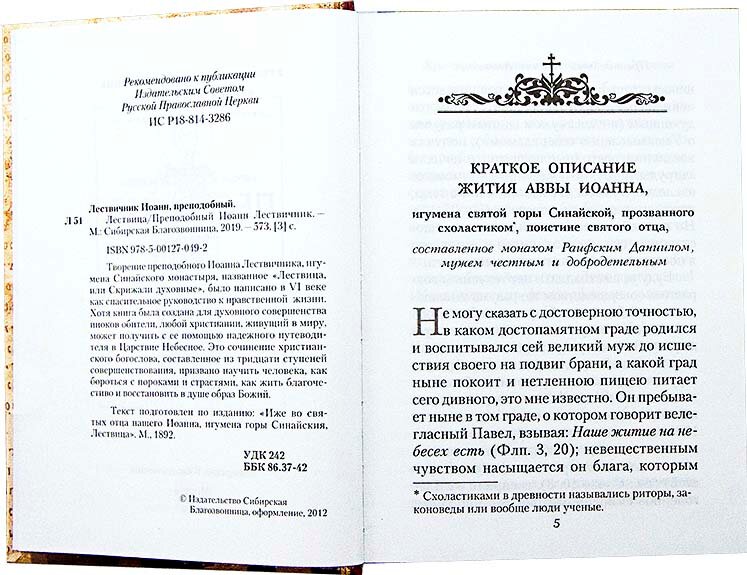 Рекомендовано к публикации
Издательским Советом
Русской Православной Церкви
ИС Р18-814-3286
Лествичник Иоанн, преподобный.
Л 51 Лествица/Преподобный Иоанн Лествичник. —
М.: Сибирская Благозвонница, 2019. – 573, [3] с.
ISBN 978-5-00127-049-2
Творение преподобного Иоанна Лествичника, игу-
мена Синайского монастыря, названное «Лествица,
или Скрижали духовные», было написано в VI веке
как спасительное руководство к нравственной жизни.
Хотя книга была создана для духовного совершенства
иноков обители, любой христианин, живущий в миру,
может получить с ее помощью надежного путеводи-
теля в Царствие Небесное. Это сочинение христиан-
ского богослова, составленное из тридцати ступеней
совершенствования, призвано научить человека, как
бороться с пороками и страстями, как жить благочес-
тиво и восстановить в душе образ Божий.
Текст подготовлен по изданию: «Иже во свя-
тых отца нашего Иоанна, игумена горы Синайския,
Лествица». М., 1892.
УДК 242
ББК 86.37-42
© Издательство Сибирская
Благозвонница, оформление, 2012
КРАТКОЕ ОПИСАНИЕ
ЖИТИЯ АВВЫ ИОАННА,
игумена святой горы Синайской, прозванного
схоластиком*, поистине святого отца,
составленное монахом Раифским Даниилом,
мужем честным и добродетельным
Не могу сказать с достоверною точностью,
в каком достопамятном граде родился
и воспитывался сей великий муж до исше-
ствия своего на подвиг брани, а какой град
ныне покоит и нетленною пищею питает
сего дивного, это мне известно. Он пребыва-
ет ныне в том граде, о котором говорит веле-
гласный Павел, взывая: Наше житие на не-
бесех есть (Флп. 3, 20); невещественным
чувством насыщается он блага, которым
* Схоластиками в древности назывались риторы, за-
коноведы или вообще люди ученые.
5